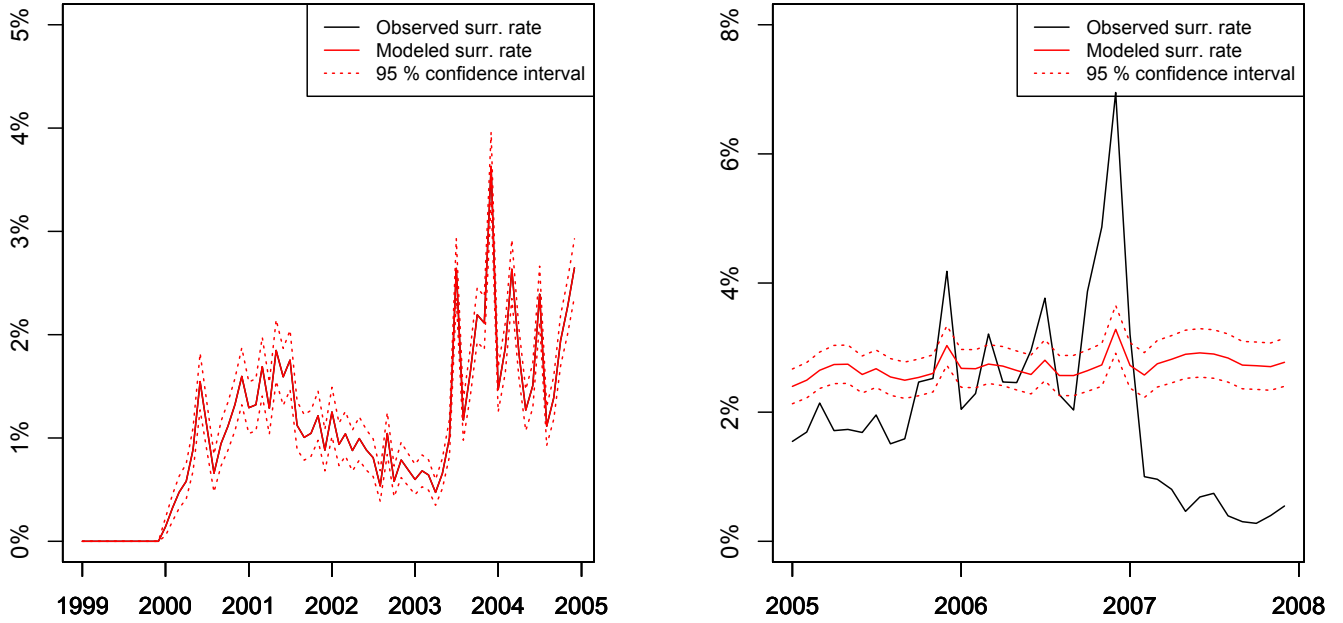 Observed surr. rate
Modeled surr. rate
95 % confidence interval
5%
4%
3%
2%
1%
0%
1999 2000 2001 2002 2003 2004 2005
Observed surr. rate
Modeled surr. rate
95 % confidence interval
8%
6%
4%
2%
0%
2005 2006 2007 2008